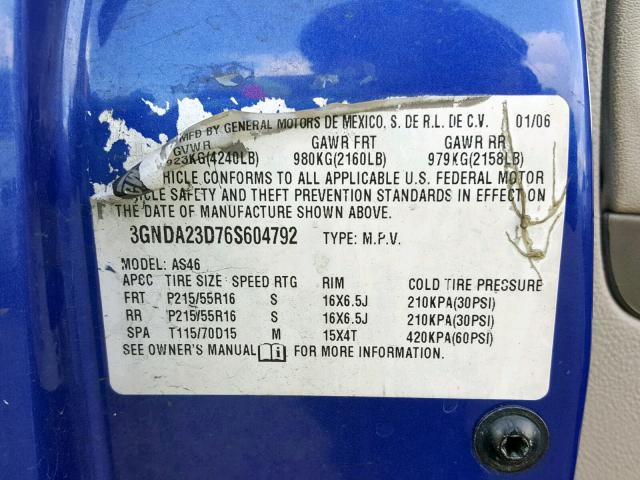 MFD BY GENERAL MOTORS DE MEXICO, S. DE R.L. DE C.V. 01/06
GVWR GAWR FRT GAWR RR
923KG(4240LB) 980KG(2160LB) 979KG(2158LB)
VEHICLE CONFORMS TO ALL APPLICABLE U.S. FEDERAL MOTOR
VEHICLE SAFETY AND THEFT PREVENTION STANDARDS IN EFFECT ON
THE DATE OF MANUFACTURE SHOWN ABOVE.
3GNDA23D76S604792 TYPE: M.P.V.
MODEL: AS46
APCC TIRE SIZE SPEED RTG RIM COLD TIRE PRESSURE
FRT P215/55R16 S 16X6.5J 210KPA(30PSI)
RR P215/55R16 S 16X6.5J 210KPA(30PSI)
SPA T115/70D15 M 15X4T 420KPA(60PSI)
SEE OWNER'S MANUAL FOR MORE INFORMATION.